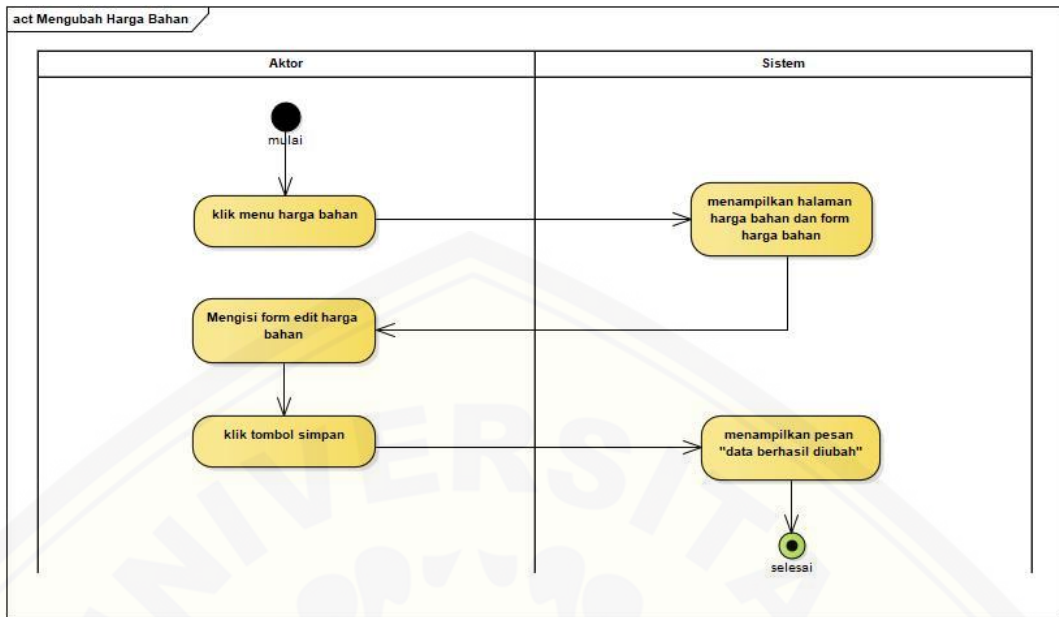 act Mengubah Harga Bahan
Aktor
Sistem
mulai
klik menu harga bahan
menampilkan halaman
harga bahan dan form
harga bahan
Mengisi form edit harga
bahan
klik tombol simpan
menampilkan pesan
"data berhasil diubah"
selesai
UNIVERSITA